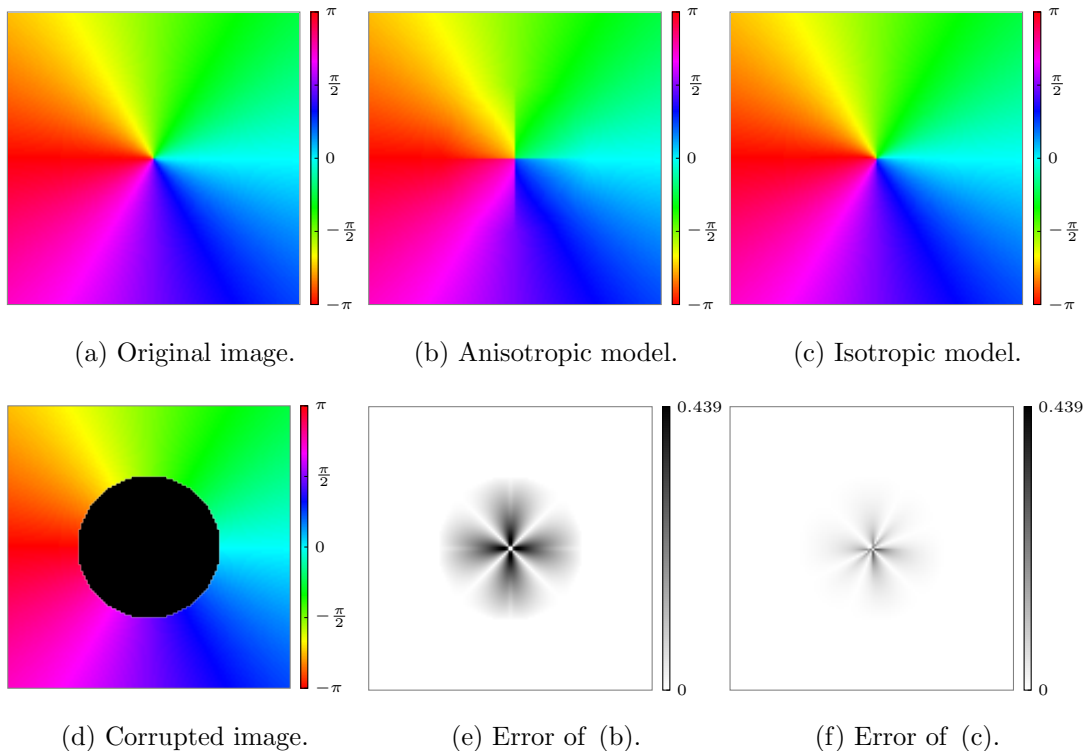 π
π/2
0
−π/2
−π
π
π/2
0
−π/2
−π
π
π/2
0
−π/2
−π
(a) Original image.
(b) Anisotropic model.
(c) Isotropic model.
π
π/2
0
−π/2
−π
0.439
0
0.439
0
(d) Corrupted image.
(e) Error of (b).
(f) Error of (c).